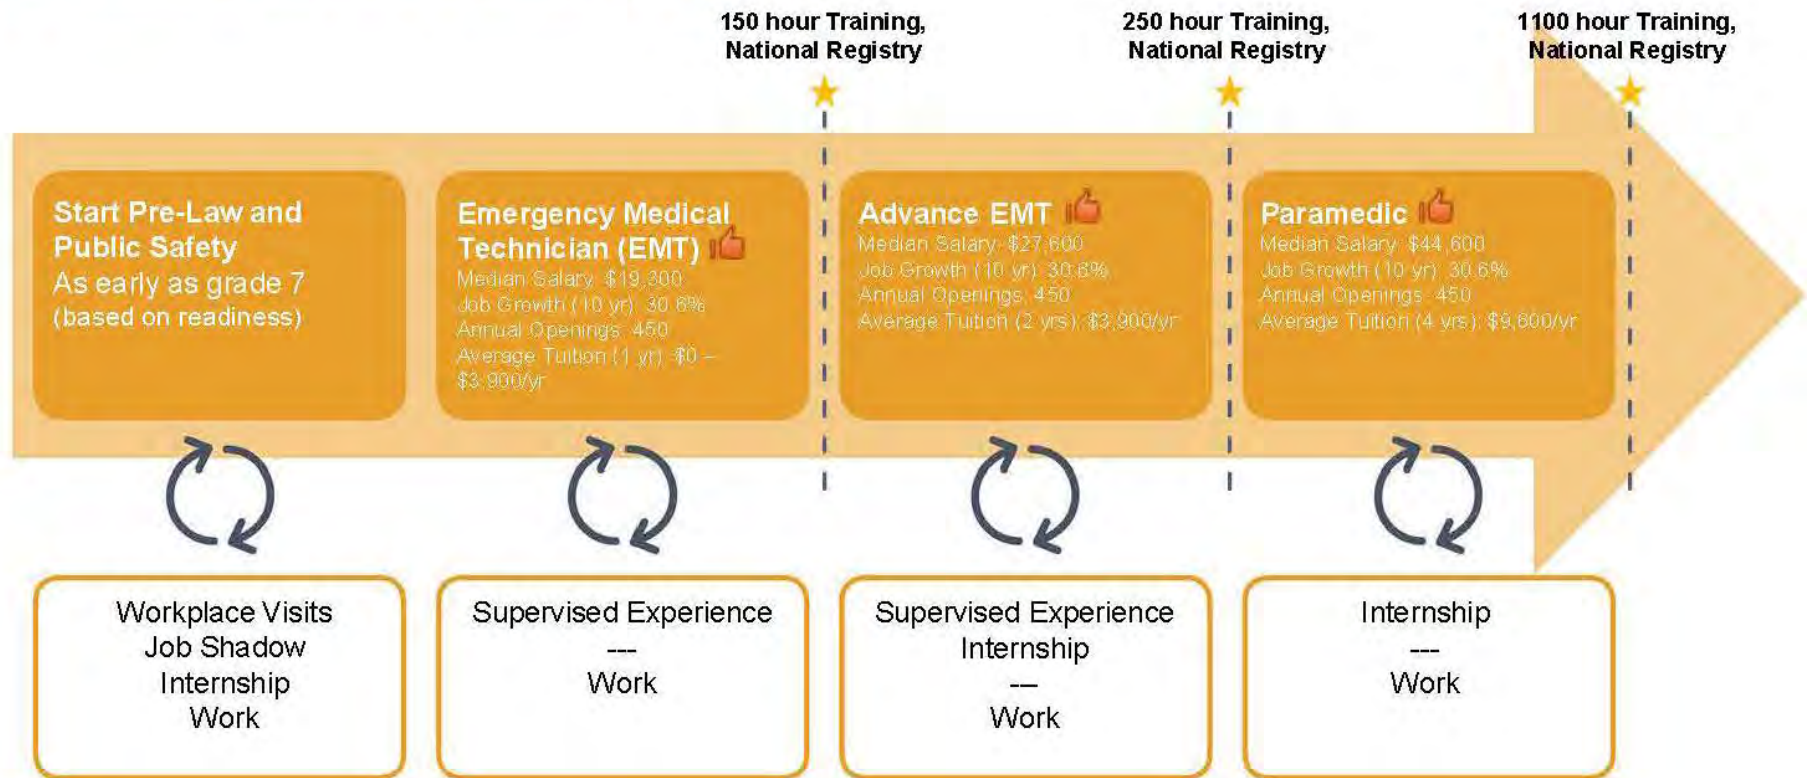 150 hour Training,
National Registry
250 hour Training,
National Registry
1100 hour Training,
National Registry
Start Pre-Law and
Public Safety
As early as grade 7
(based on readiness)
Emergency Medical
Technician (EMT)
Median Salary: $19,300
Job Growth (10 yr): 30.6%
Annual Openings: 450
Average Tuition (1 yr): $0 –
$3,900/yr
Advance EMT
Median Salary: $27,600
Job Growth (10 yr): 30.6%
Annual Openings: 450
Average Tuition (2 yrs): $3,900/yr
Paramedic
Median Salary: $44,600
Job Growth (10 yr): 30.6%
Annual Openings: 450
Average Tuition (4 yrs): $9,600/yr
Workplace Visits
Job Shadow
Internship
Work
Supervised Experience
---
Work
Supervised Experience
Internship
---
Work
Internship
---
Work